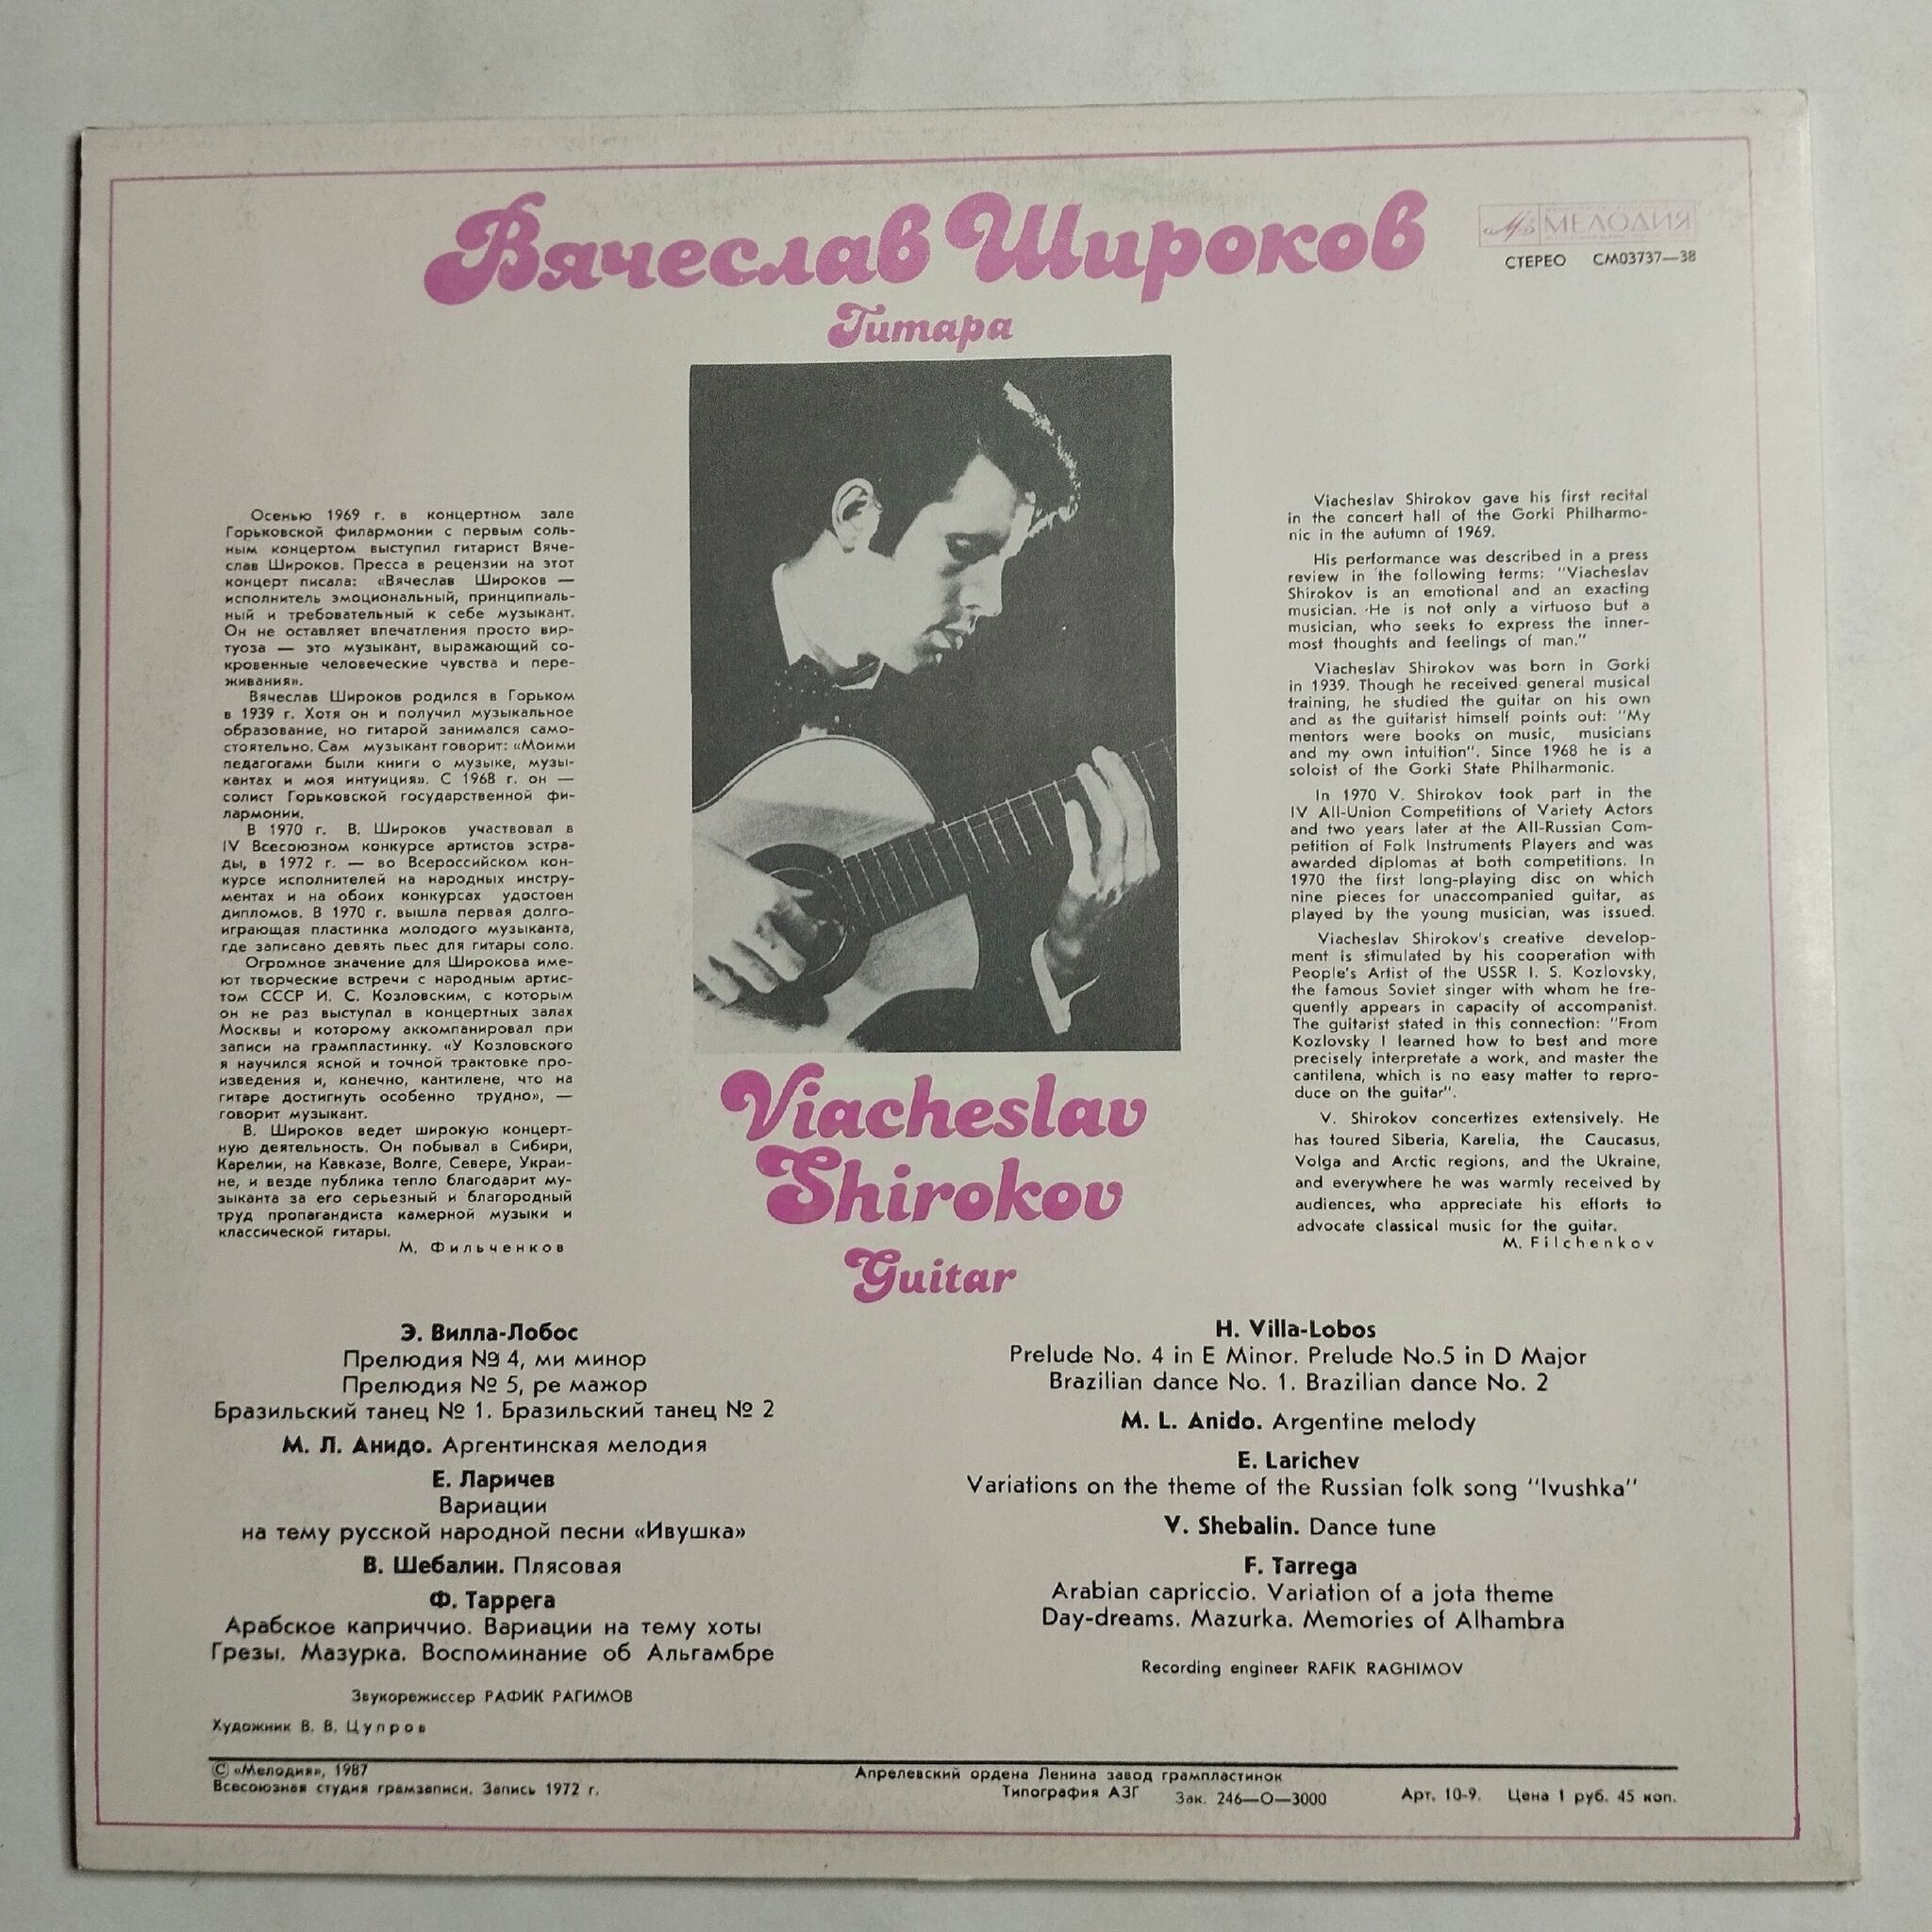 Вячеслав Широков
МЕЛОДИЯ
СТЕРЕО СМ03737—38
Гитара
Осенью 1969 г. в концертном зале
Горьковской филармонии с первым соль-
ным концертом выступил гитарист Вяче-
слав Широков. Пресса в рецензии на этот
концерт писала: «Вячеслав Широков —
исполнитель эмоциональный, принципиаль-
ный и требовательный к себе музыкант.
Он не оставляет впечатления просто вир-
туоза — это музыкант, выражающий со-
кровенные человеческие чувства и пере-
живания».
Вячеслав Широков родился в Горьком
в 1939 г. Хотя он и получил музыкальное
образование, но гитарой занимался само-
стоятельно. Сам музыкант говорит: «Моими
педагогами были книги о музыке, музы-
кантах и моя интуиция». С 1968 г. он —
солист Горьковской государственной фи-
лармонии.
В 1970 г. В. Широков участвовал в
IV Всесоюзном конкурсе артистов эстра-
ды, в 1972 г. — во Всероссийском кон-
курсе исполнителей на народных инстру-
ментах и на обоих конкурсах удостоен
дипломов. В 1970 г. вышла первая долго-
играющая пластинка молодого музыканта,
где записано девять пьес для гитары соло.
Огромное значение для Широкова име-
ют творческие встречи с народным артис-
том СССР И. С. Козловским, с которым
он не раз выступал в концертных залах
Москвы и которому аккомпанировал при
записи на грампластинку. «У Козловского
я научился ясной и точной трактовке про-
изведения и, конечно, кантилене, что на
гитаре достигнуть особенно трудно», —
говорит музыкант.
В. Широков ведет широкую концерт-
ную деятельность. Он побывал в Сибири,
Карелии, на Кавказе, Волге, Севере, Украи-
не, и везде публика тепло благодарит му-
зыканта за его серьезный и благородный
труд пропагандиста камерной музыки и
классической гитары.
М. Фильченков
Viacheslav
Shirokov
Guitar
Viacheslav Shirokov gave his first recital
in the concert hall of the Gorki Philharmo-
nic in the autumn of 1969.
His performance was described in a press
review in the following terms: "Viacheslav
Shirokov is an emotional and an exacting
musician. He is not only a virtuoso but a
musician, who seeks to express the inner-
most thoughts and feelings of man."
Viacheslav Shirokov was born in Gorki
in 1939. Though he received general musical
training, he studied the guitar on his own
and as the guitarist himself points out: "My
mentors were books on music, musicians
and my own intuition". Since 1968 he is a
soloist of the Gorki State Philharmonic.
In 1970 V. Shirokov took part in the
IV All-Union Competitions of Variety Actors
and two years later at the All-Russian Com-
petition of Folk Instruments Players and was
awarded diplomas at both competitions. In
1970 the first long-playing disc on which
nine pieces for unaccompanied guitar, as
played by the young musician, was issued.
Viacheslav Shirokov's creative develop-
ment is stimulated by his cooperation with
People's Artist of the USSR I. S. Kozlovsky,
the famous Soviet singer with whom he fre-
quently appears in capacity of accompanist.
The guitarist stated in this connection: "From
Kozlovsky I learned how to best and more
precisely interpretate a work, and master the
cantilena, which is no easy matter to repro-
duce on the guitar".
V. Shirokov concertizes extensively. He
has toured Siberia, Karelia, the Caucasus,
Volga and Arctic regions, and the Ukraine,
and everywhere he was warmly received by
audiences, who appreciate his efforts to
advocate classical music for the guitar.
M. Filchenkov
Э. Вилла-Лобос
Прелюдия № 4, ми минор
Прелюдия № 5, ре мажор
Бразильский танец № 1. Бразильский танец № 2
М. Л. Анидо. Аргентинская мелодия
Е. Ларичев
Вариации
на тему русской народной песни «Ивушка»
В. Шебалин. Плясовая
Ф. Таррега
Арабское каприччио. Вариации на тему хоты
Грезы. Мазурка. Воспоминание об Альгамбре
Звукорежиссер РАФИК РАГИМОВ
Художник В. В. Цупров
H. Villa-Lobos
Prelude No. 4 in E Minor. Prelude No.5 in D Major
Brazilian dance No. 1. Brazilian dance No. 2
M. L. Anido. Argentine melody
E. Larichev
Variations on the theme of the Russian folk song "Ivushka"
V. Shebalin. Dance tune
F. Tarrega
Arabian capriccio. Variation of a jota theme
Day-dreams. Mazurka. Memories of Alhambra
Recording engineer RAFIK RAGHIMOV
© «Мелодия», 1987
Всесоюзная студия грамзаписи. Запись 1972 г.
Апрелевский ордена Ленина завод грампластинок
Типография АЗГ Зак. 246—О—3000 Арт. 10-9. Цена 1 руб. 45 коп.